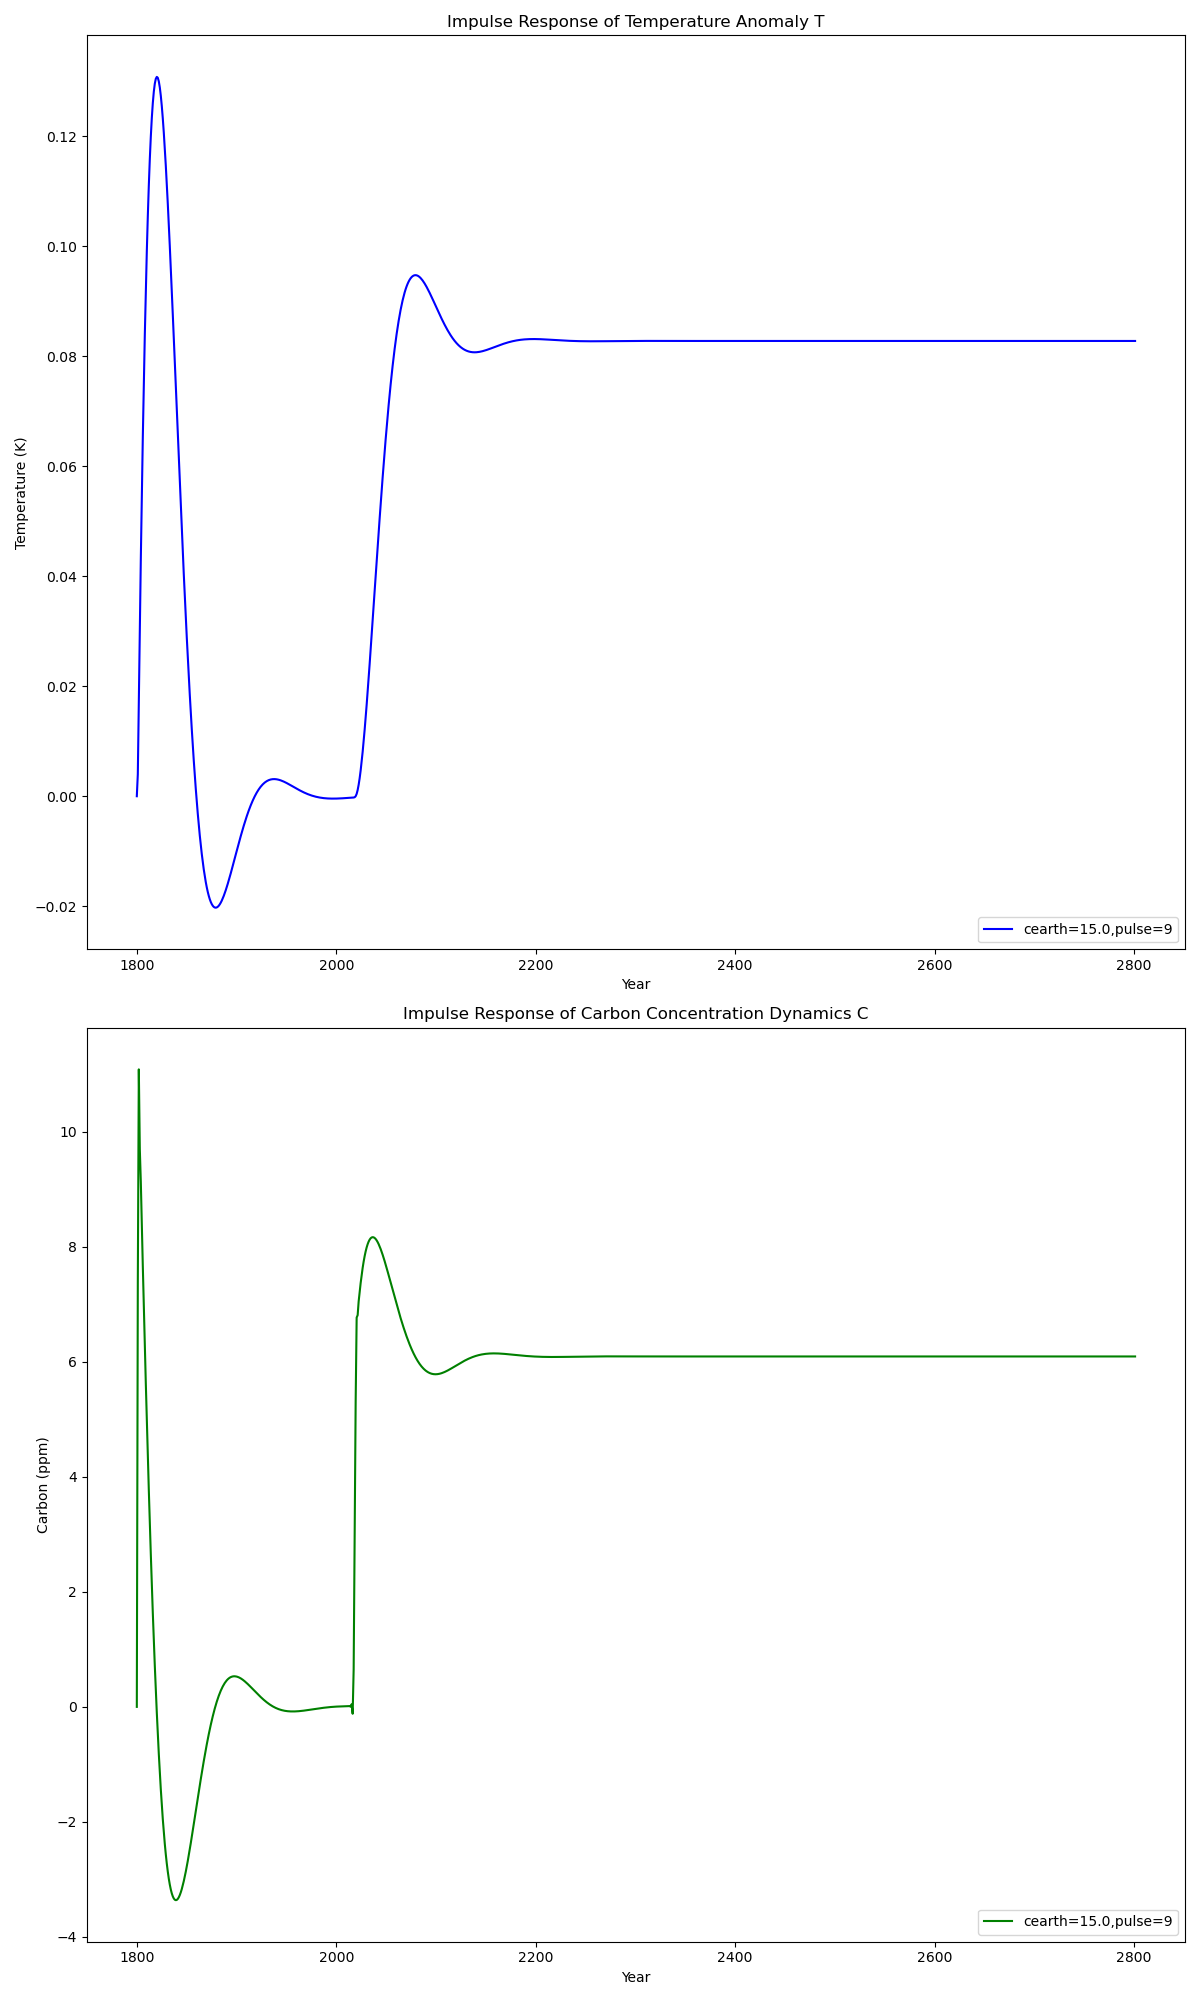 Impulse Response of Temperature Anomaly T
0.12
0.10
0.08
0.06
0.04
0.02
0.00
−0.02
Temperature (K)
cearth=15.0,pulse=9
1800 2000 2200 2400 2600 2800
Year
Impulse Response of Carbon Concentration Dynamics C
10
8
6
4
2
0
−2
−4
Carbon (ppm)
cearth=15.0,pulse=9
1800 2000 2200 2400 2600 2800
Year